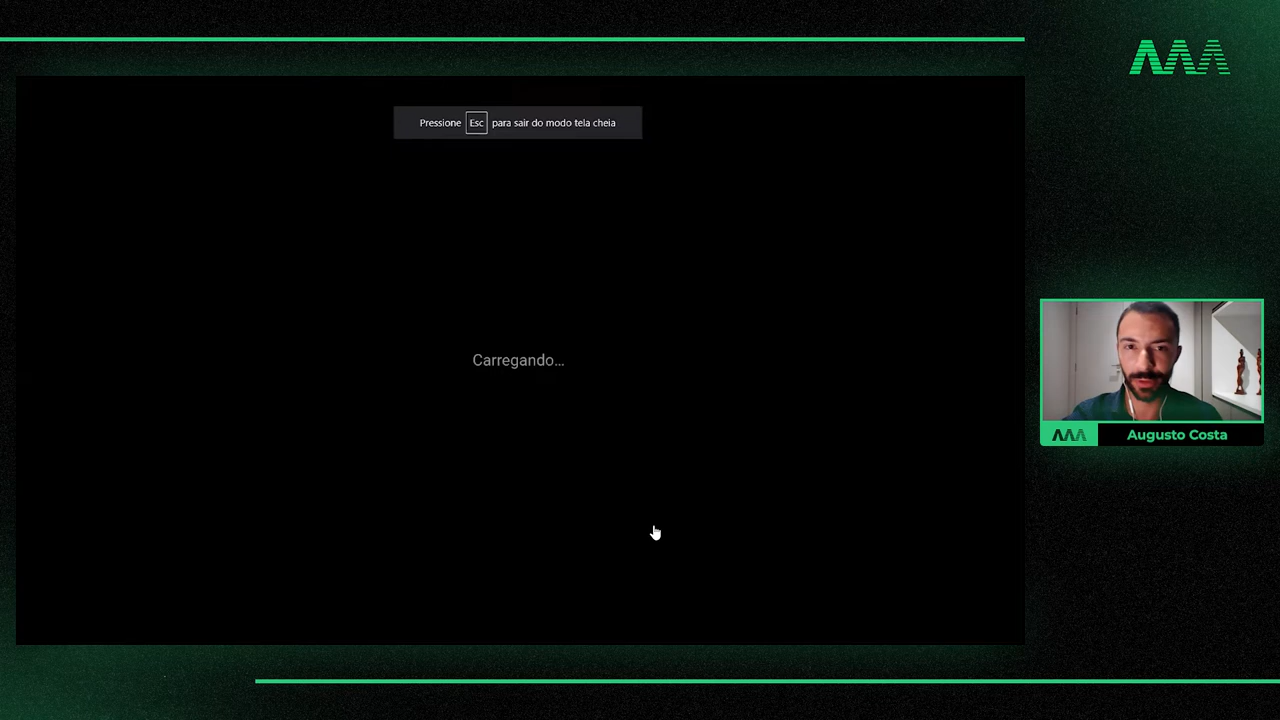 Pressione Esc para sair do modo tela cheia
Carregando...
Augusto Costa